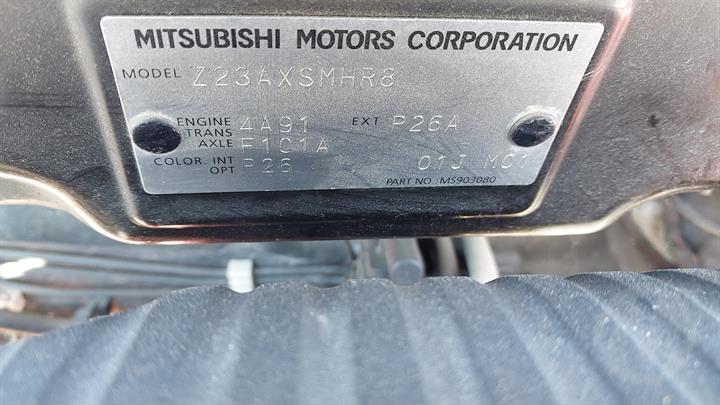 MITSUBISHI MOTORS CORPORATION
MODEL Z23AXSMHR8
ENGINE 4A91 EXT P26A
TRANS
AXLE F1C1A
COLOR. INT P26 01J MC1
OPT
PART NO.: MS903080